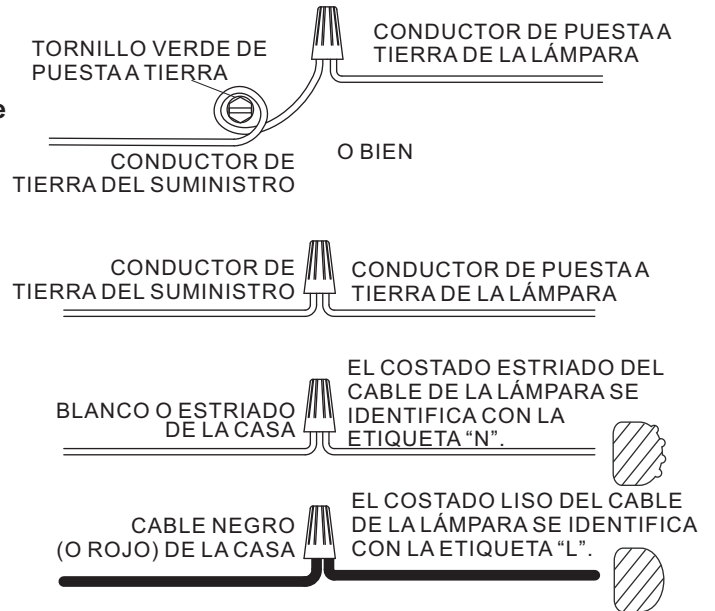 TORNILLO VERDE DE
PUESTA A TIERRA
CONDUCTOR DE PUESTA A
TIERRA DE LA LÁMPARA
e
CONDUCTOR DE
TIERRA DEL SUMINISTRO
O BIEN
CONDUCTOR DE
TIERRA DEL SUMINISTRO
CONDUCTOR DE PUESTA A
TIERRA DE LA LÁMPARA
BLANCO O ESTRIADO
DE LA CASA
EL COSTADO ESTRIADO DEL
CABLE DE LA LÁMPARA SE
IDENTIFICA CON LA
ETIQUETA “N”.
CABLE NEGRO
(O ROJO) DE LA CASA
EL COSTADO LISO DEL CABLE
DE LA LÁMPARA SE IDENTIFICA
CON LA ETIQUETA “L”.